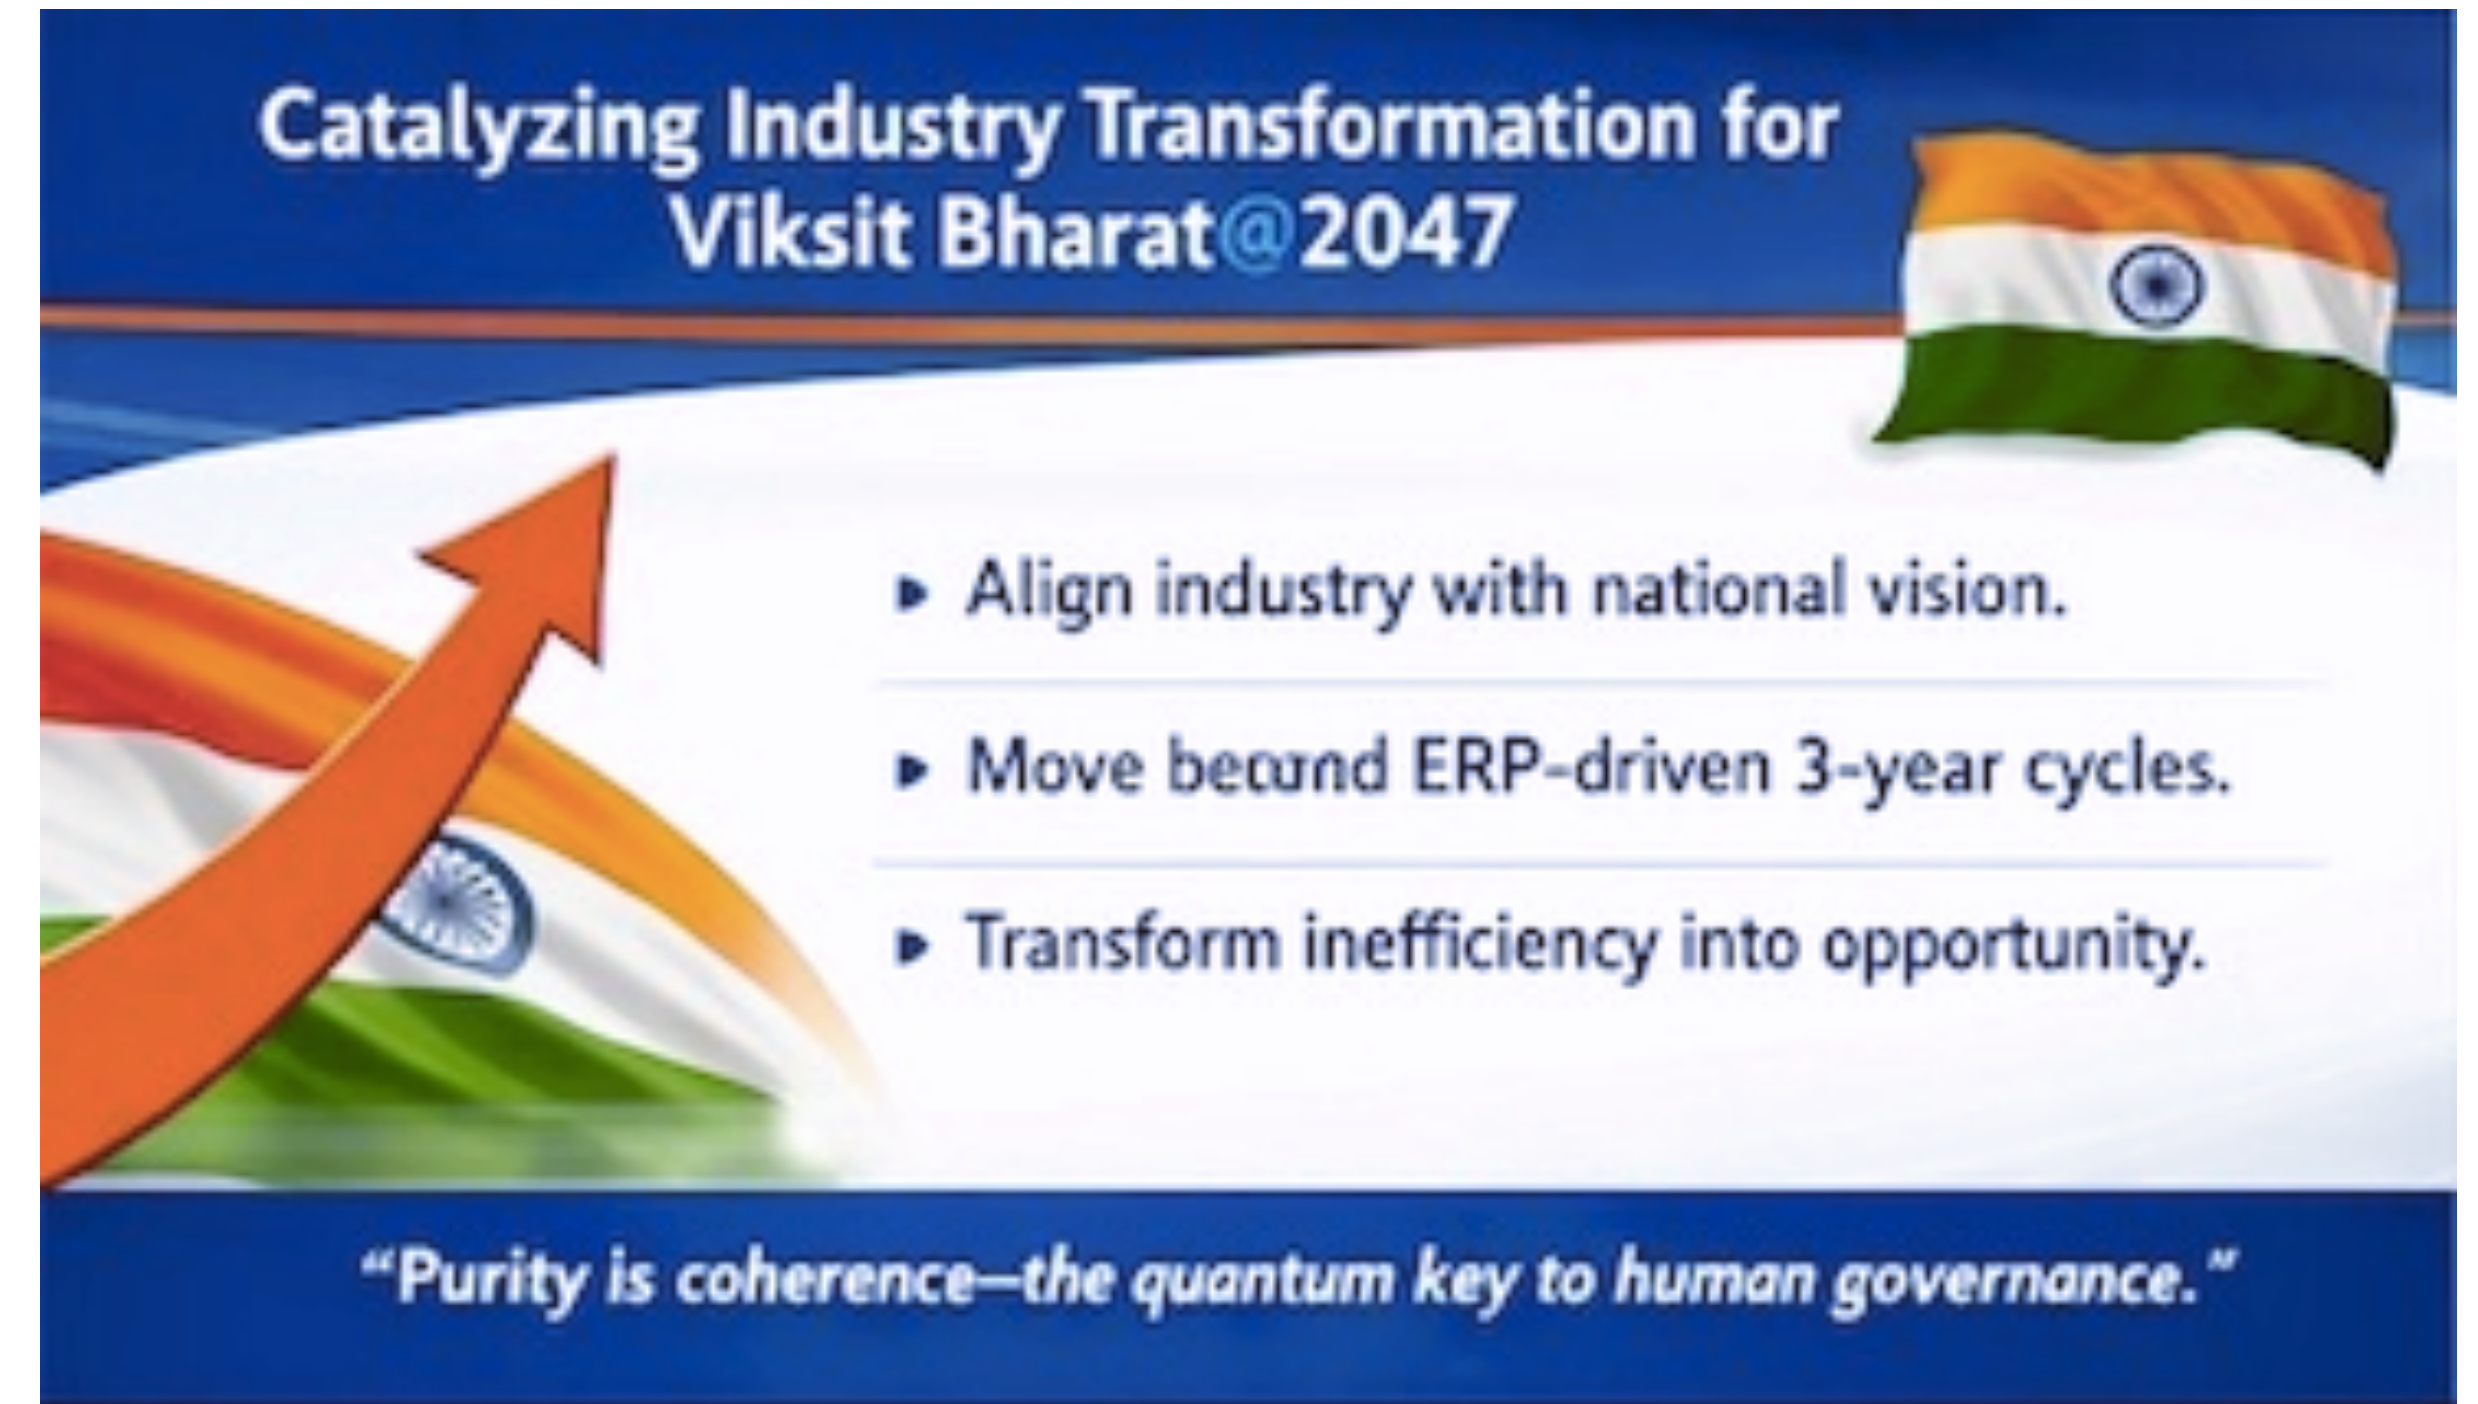 Catalyzing Industry Transformation for
Viksit Bharat@2047
Align industry with national vision.
Move ERP-driven 3-year cycles.
Transform inefficiency into opportunity.
“Purity is coherence—the quantum key to human governance.”